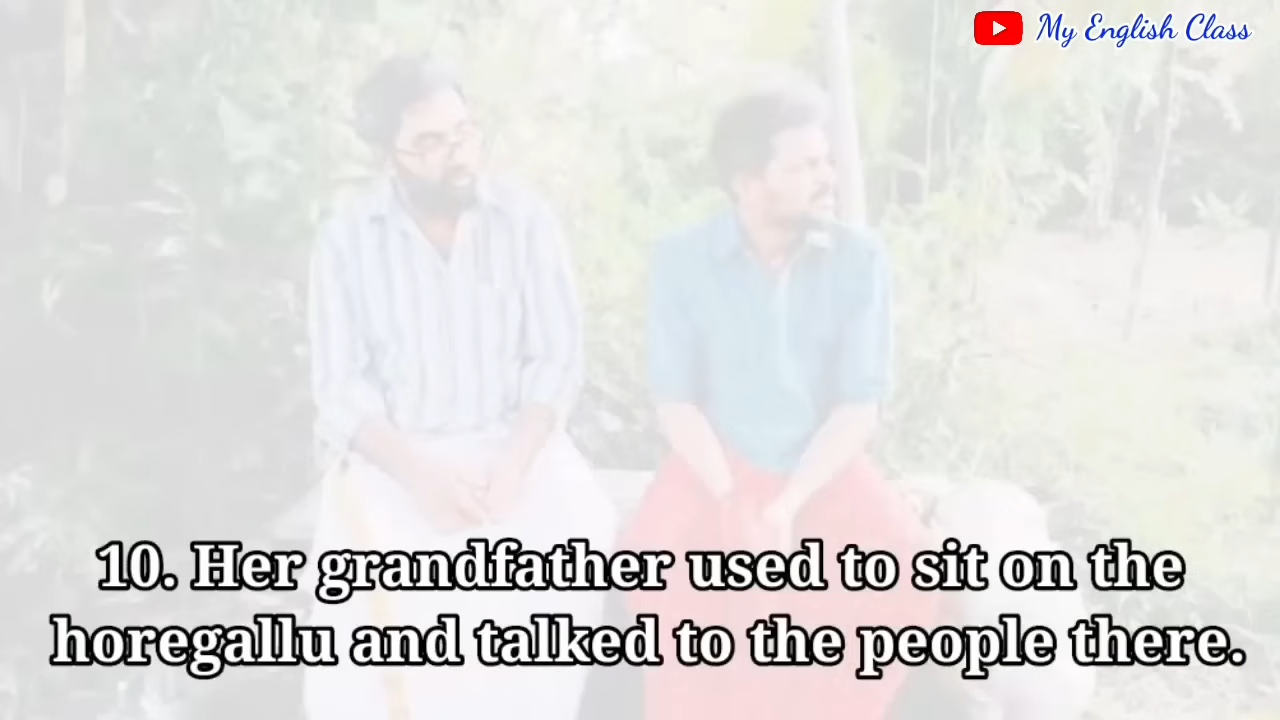 My English Class
10. Her grandfather used to sit on the
horegallu and talked to the people there.